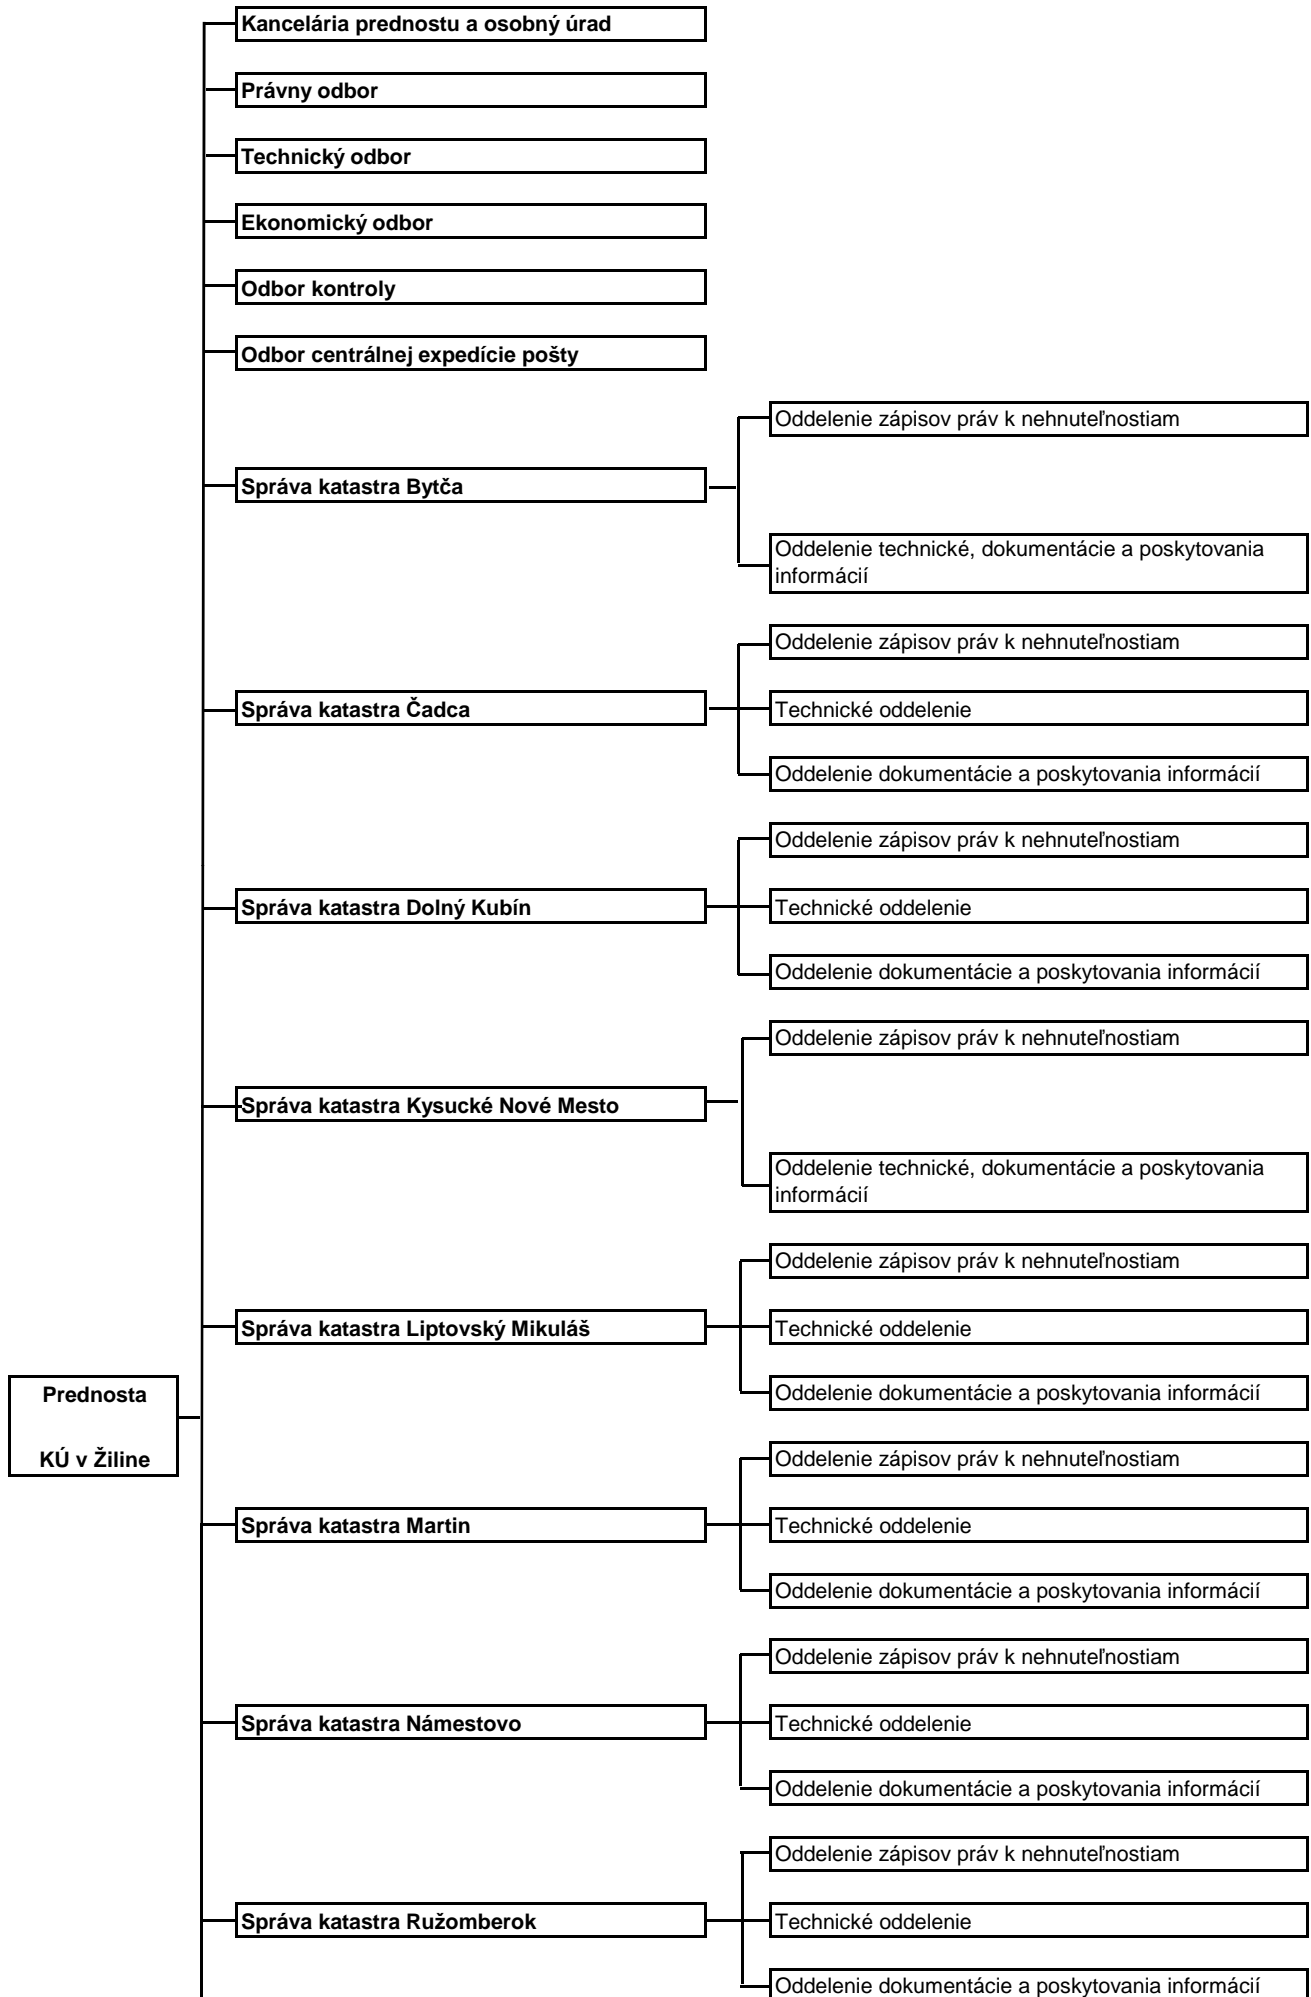 Kancelária prednostu a osobný úrad
Právny odbor
Technický odbor
Ekonomický odbor
Odbor kontroly
Odbor centrálnej expedície pošty
Oddelenie zápisov práv k nehnuteľnostiam
Správa katastra Bytča
Oddelenie technické, dokumentácie a poskytovania
informácií
Oddelenie zápisov práv k nehnuteľnostiam
Správa katastra Čadca
Technické oddelenie
Oddelenie dokumentácie a poskytovania informácií
Oddelenie zápisov práv k nehnuteľnostiam
Správa katastra Dolný Kubín
Technické oddelenie
Oddelenie dokumentácie a poskytovania informácií
Oddelenie zápisov práv k nehnuteľnostiam
Správa katastra Kysucké Nové Mesto
Oddelenie technické, dokumentácie a poskytovania
informácií
Oddelenie zápisov práv k nehnuteľnostiam
Správa katastra Liptovský Mikuláš
Technické oddelenie
Oddelenie dokumentácie a poskytovania informácií
Prednosta
KÚ v Žiline
Oddelenie zápisov práv k nehnuteľnostiam
Správa katastra Martin
Technické oddelenie
Oddelenie dokumentácie a poskytovania informácií
Oddelenie zápisov práv k nehnuteľnostiam
Správa katastra Námestovo
Technické oddelenie
Oddelenie dokumentácie a poskytovania informácií
Oddelenie zápisov práv k nehnuteľnostiam
Správa katastra Ružomberok
Technické oddelenie
Oddelenie dokumentácie a poskytovania informácií